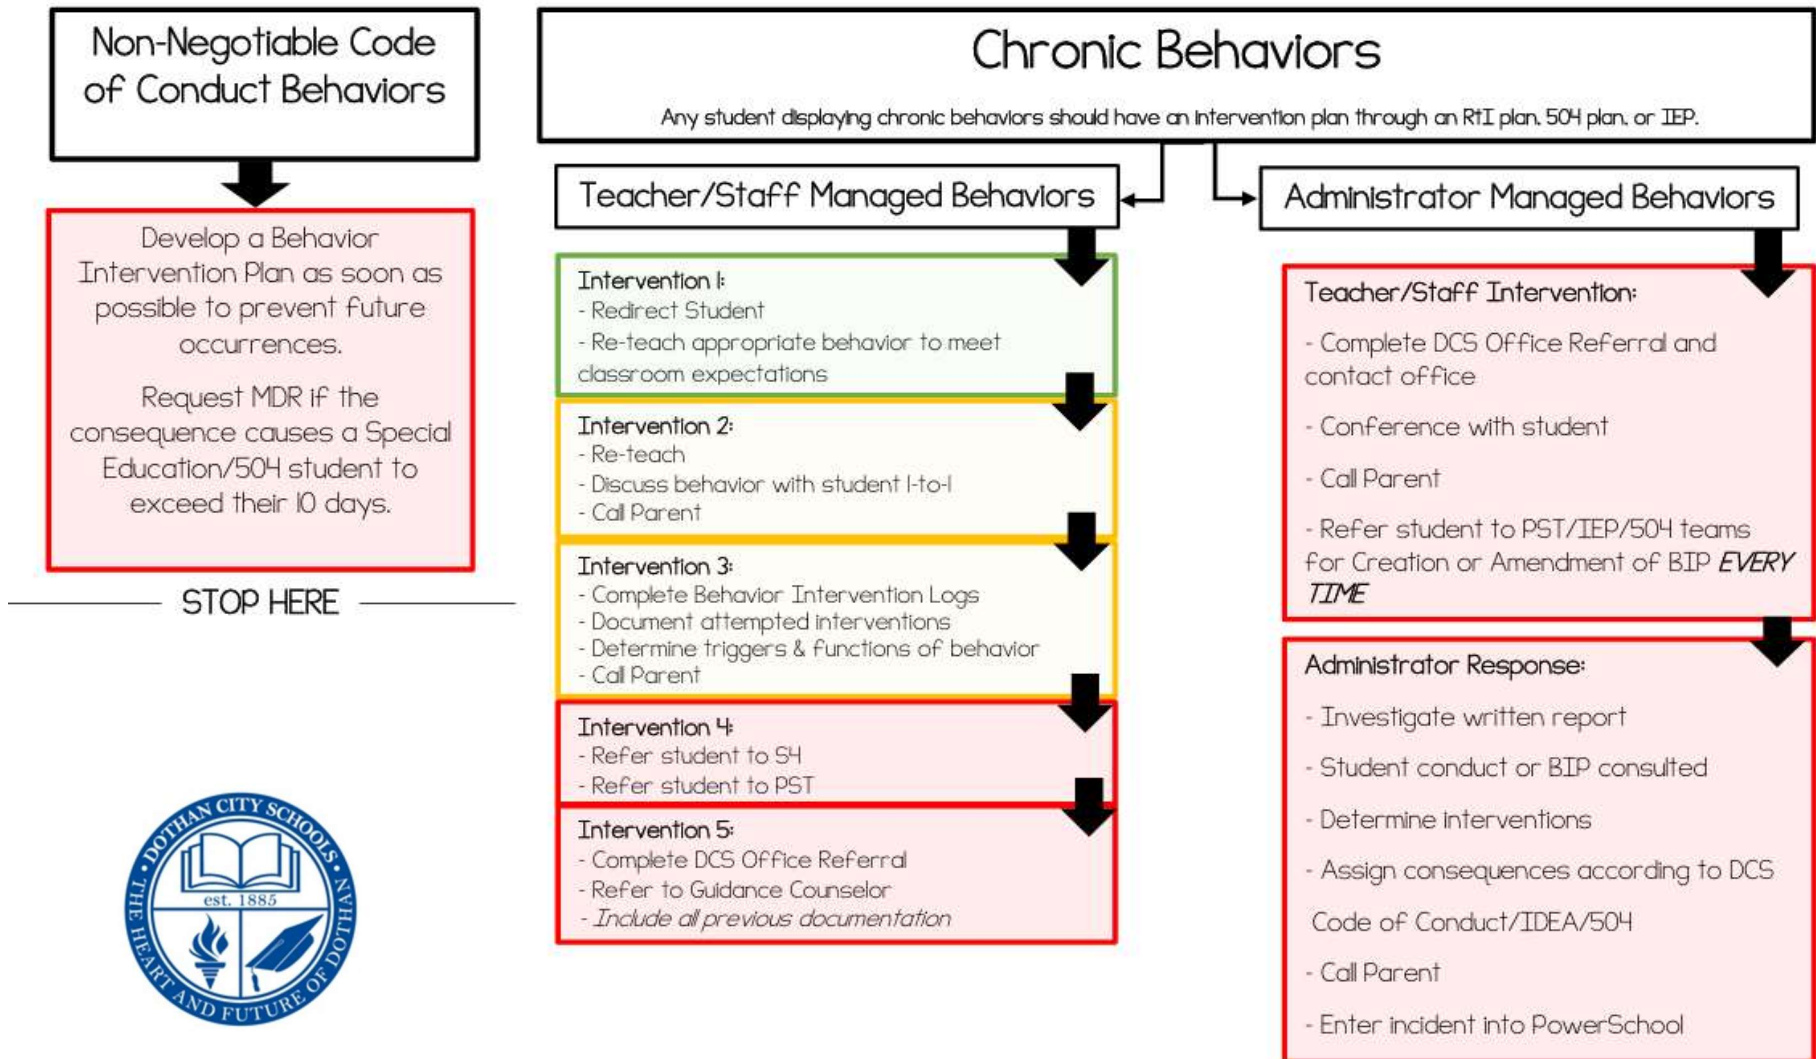 Non-Negotiable Code
of Conduct Behaviors
Develop a Behavior
Intervention Plan as soon as
possible to prevent future
occurrences.
Request MDR if the
consequence causes a Special
Education/504 student to
exceed their 10 days.
STOP HERE
DOTHAN CITY SCHOOLS • THE HEART AND FUTURE OF DOTHAN •
est. 1885
Chronic Behaviors
Any student displaying chronic behaviors should have an intervention plan through an RtI plan, 504 plan, or IEP.
Teacher/Staff Managed Behaviors
Intervention 1:
- Redirect Student
- Re-teach appropriate behavior to meet
classroom expectations
Intervention 2:
- Re-teach
- Discuss behavior with student 1-to-1
- Call Parent
Intervention 3:
- Complete Behavior Intervention Logs
- Document attempted interventions
- Determine triggers & functions of behavior
- Call Parent
Intervention 4:
- Refer student to S4
- Refer student to PST
Intervention 5:
- Complete DCS Office Referral
- Refer to Guidance Counselor
- Include all previous documentation
Administrator Managed Behaviors
Teacher/Staff Intervention:
- Complete DCS Office Referral and
contact office
- Conference with student
- Call Parent
- Refer student to PST/IEP/504 teams
for Creation or Amendment of BIP EVERY
TIME
Administrator Response:
- Investigate written report
- Student conduct or BIP consulted
- Determine interventions
- Assign consequences according to DCS
Code of Conduct/IDEA/504
- Call Parent
- Enter incident into PowerSchool